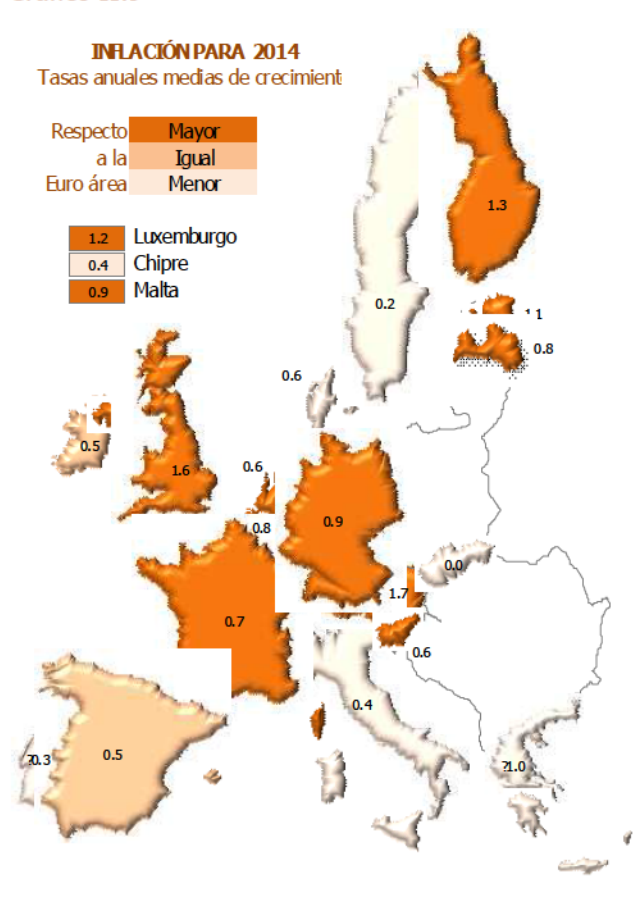 INFLACIÓN PARA 2014
Tasas anuales medias de crecimient
Respecto
a la
Euro área
Mayor
Igual
Menor
1.2 Luxemburgo
0.4 Chipre
0.9 Malta
1.3
0.2
1
0.8
0.6
0.5
1.6
0.6
0.9
0.8
0.0
1.7
0.7
0.6
0.4
?0.3
0.5
?1.0